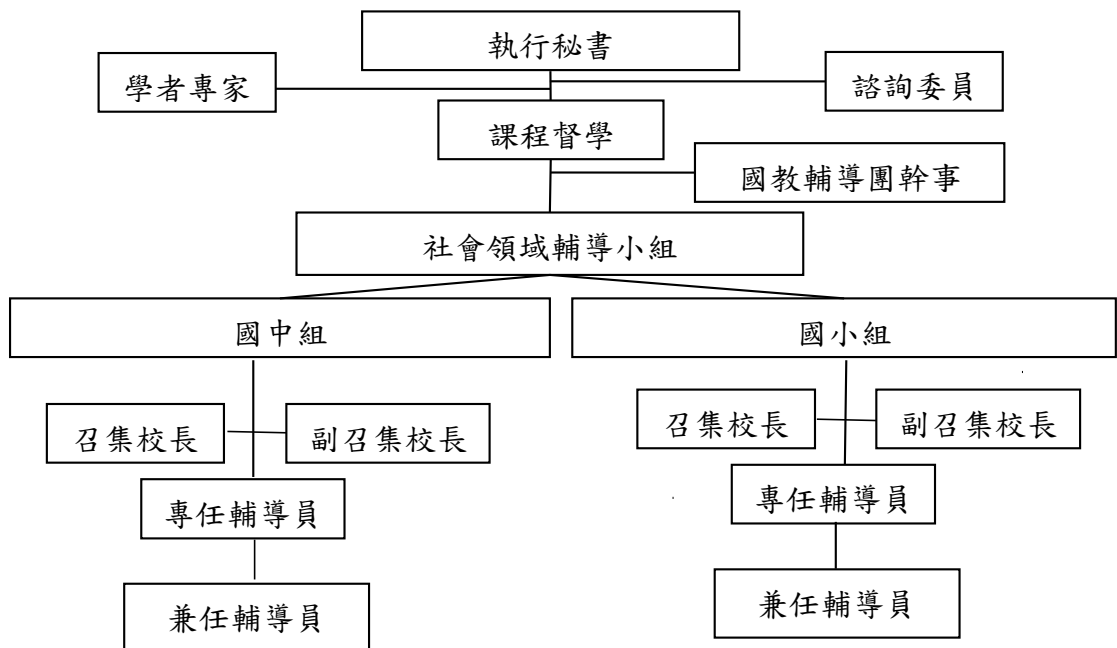 執行秘書
學者專家
諮詢委員
課程督學
國教輔導團幹事
社會領域輔導小組
國中組
國小組
召集校長
副召集校長
召集校長
副召集校長
專任輔導員
專任輔導員
兼任輔導員
兼任輔導員